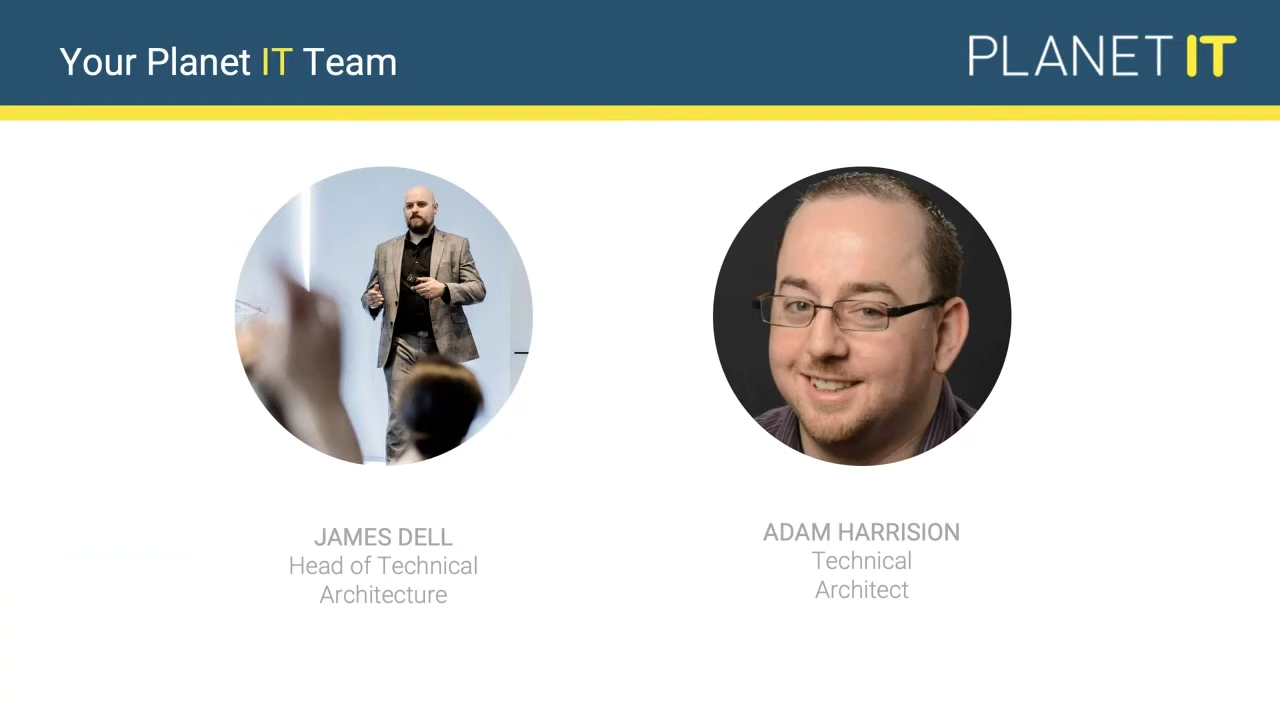 Your Planet IT Team
PLANET IT
JAMES DELL
Head of Technical
Architecture
ADAM HARRISION
Technical
Architect